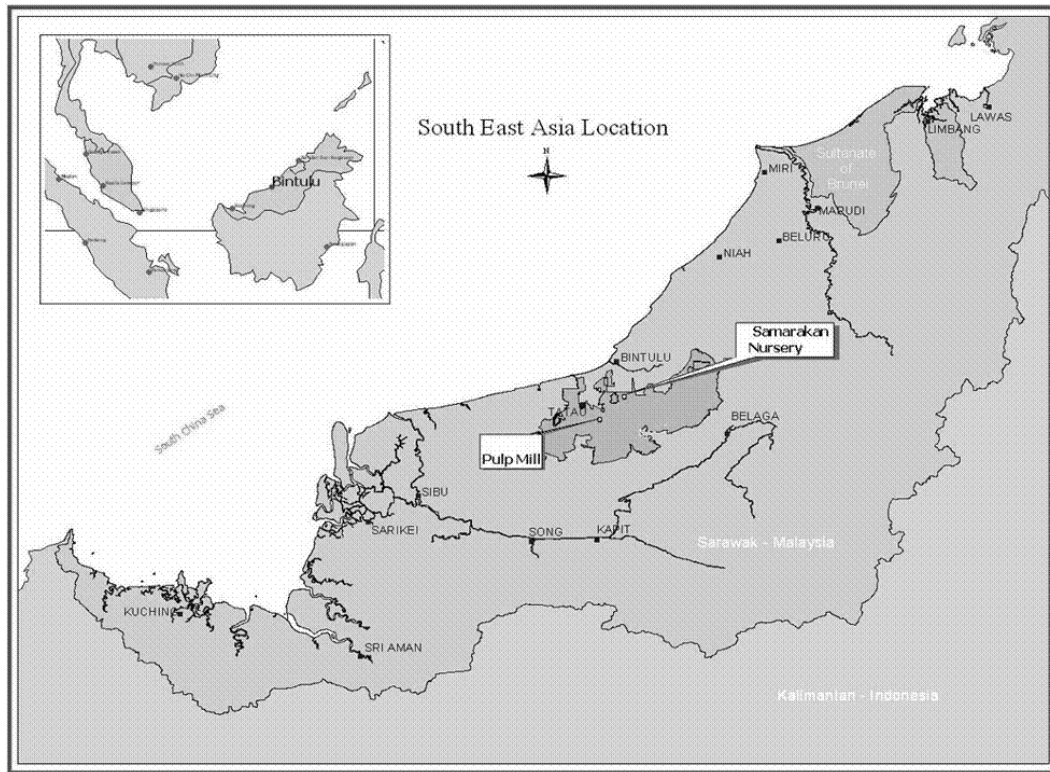 South East Asia Location
Bintulu
LAWAS
LIMBANG
Sultanate
of
Brunei
MIRI
MARUDI
BELURU
NIAH
Samarakan
Nursery
BINTULU
TATAU
BELAGA
Pulp Mill
South China Sea
SIBU
SARIKEI
SONG
KAPIT
Sarawak - Malaysia
KUCHING
SRI AMAN
Kalimantan - Indonesia